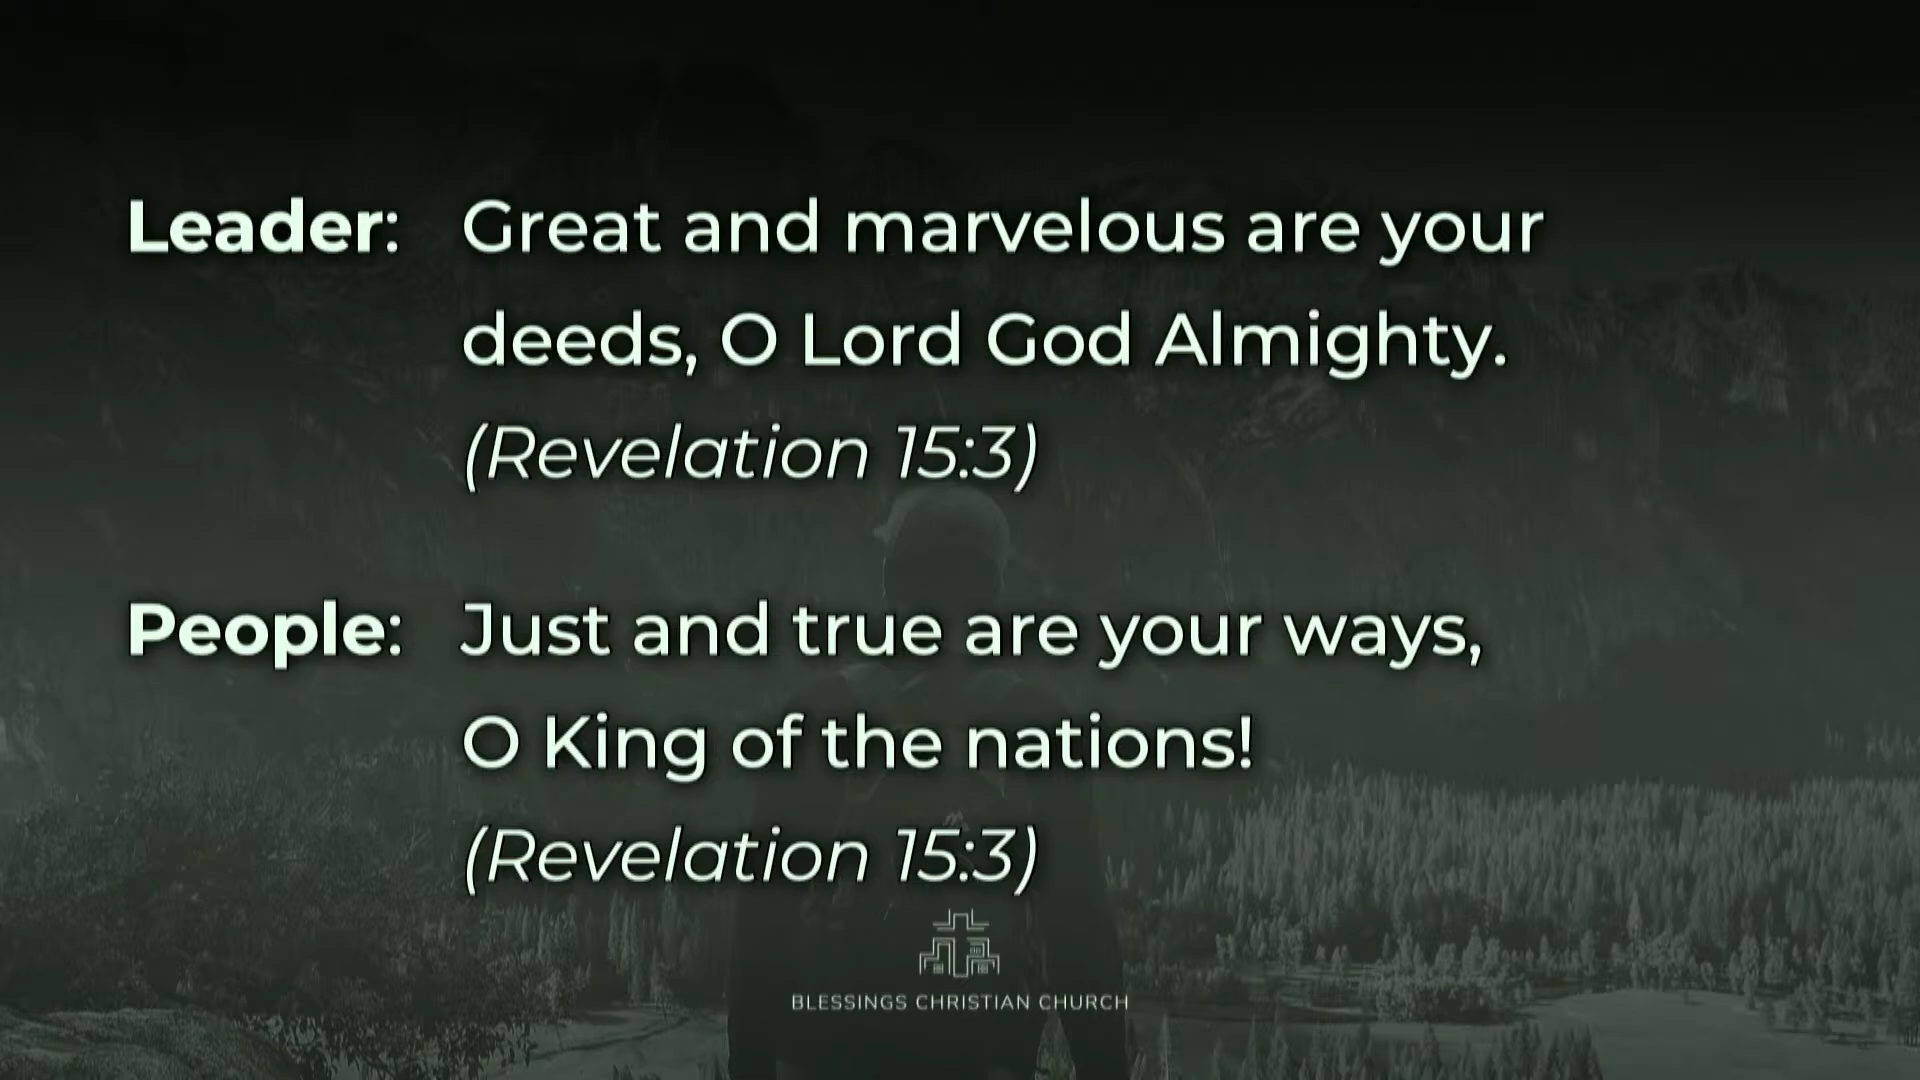 Leader: Great and marvelous are your
deeds, O Lord God Almighty.
(Revelation 15:3)
People: Just and true are your ways,
O King of the nations!
(Revelation 15:3)
BLESSINGS CHRISTIAN CHURCH